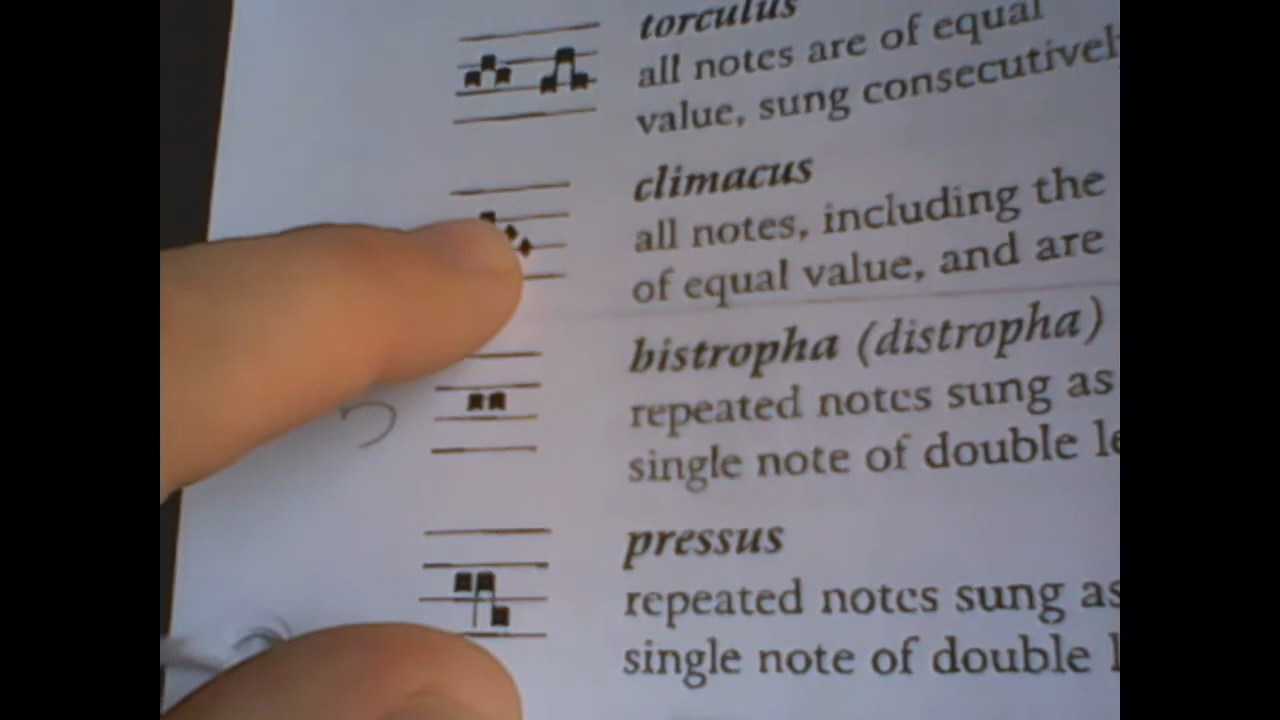 torculus
all notes are of equal
value, sung consecutivel
climacus
all notes, including the
of equal value, and are
bistropha (distropha)
repeated notes sung as
single note of double le
pressus
repeated notes sung as
single note of double l